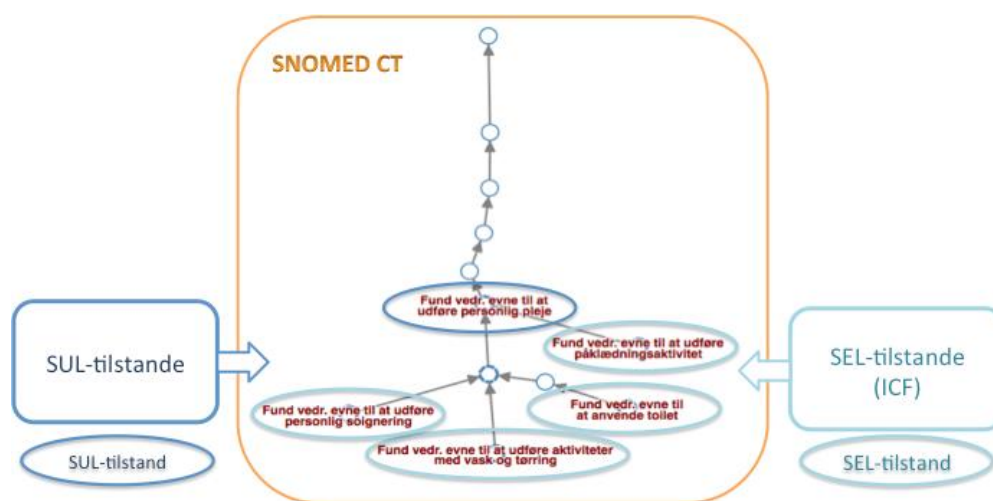 SNOMED CT
Fund vedr. evne til at
udføre personlig pleje
Fund vedr. evne til at udføre
påklædningsaktivitet
SUL-tilstande
SEL-tilstande
(ICF)
Fund vedr. evne til at udføre
personlig soignering
Fund vedr. evne til
at anvende toilet
Fund vedr. evne til at udføre aktiviteter
med vask og tørring
SUL-tilstand
SEL-tilstand